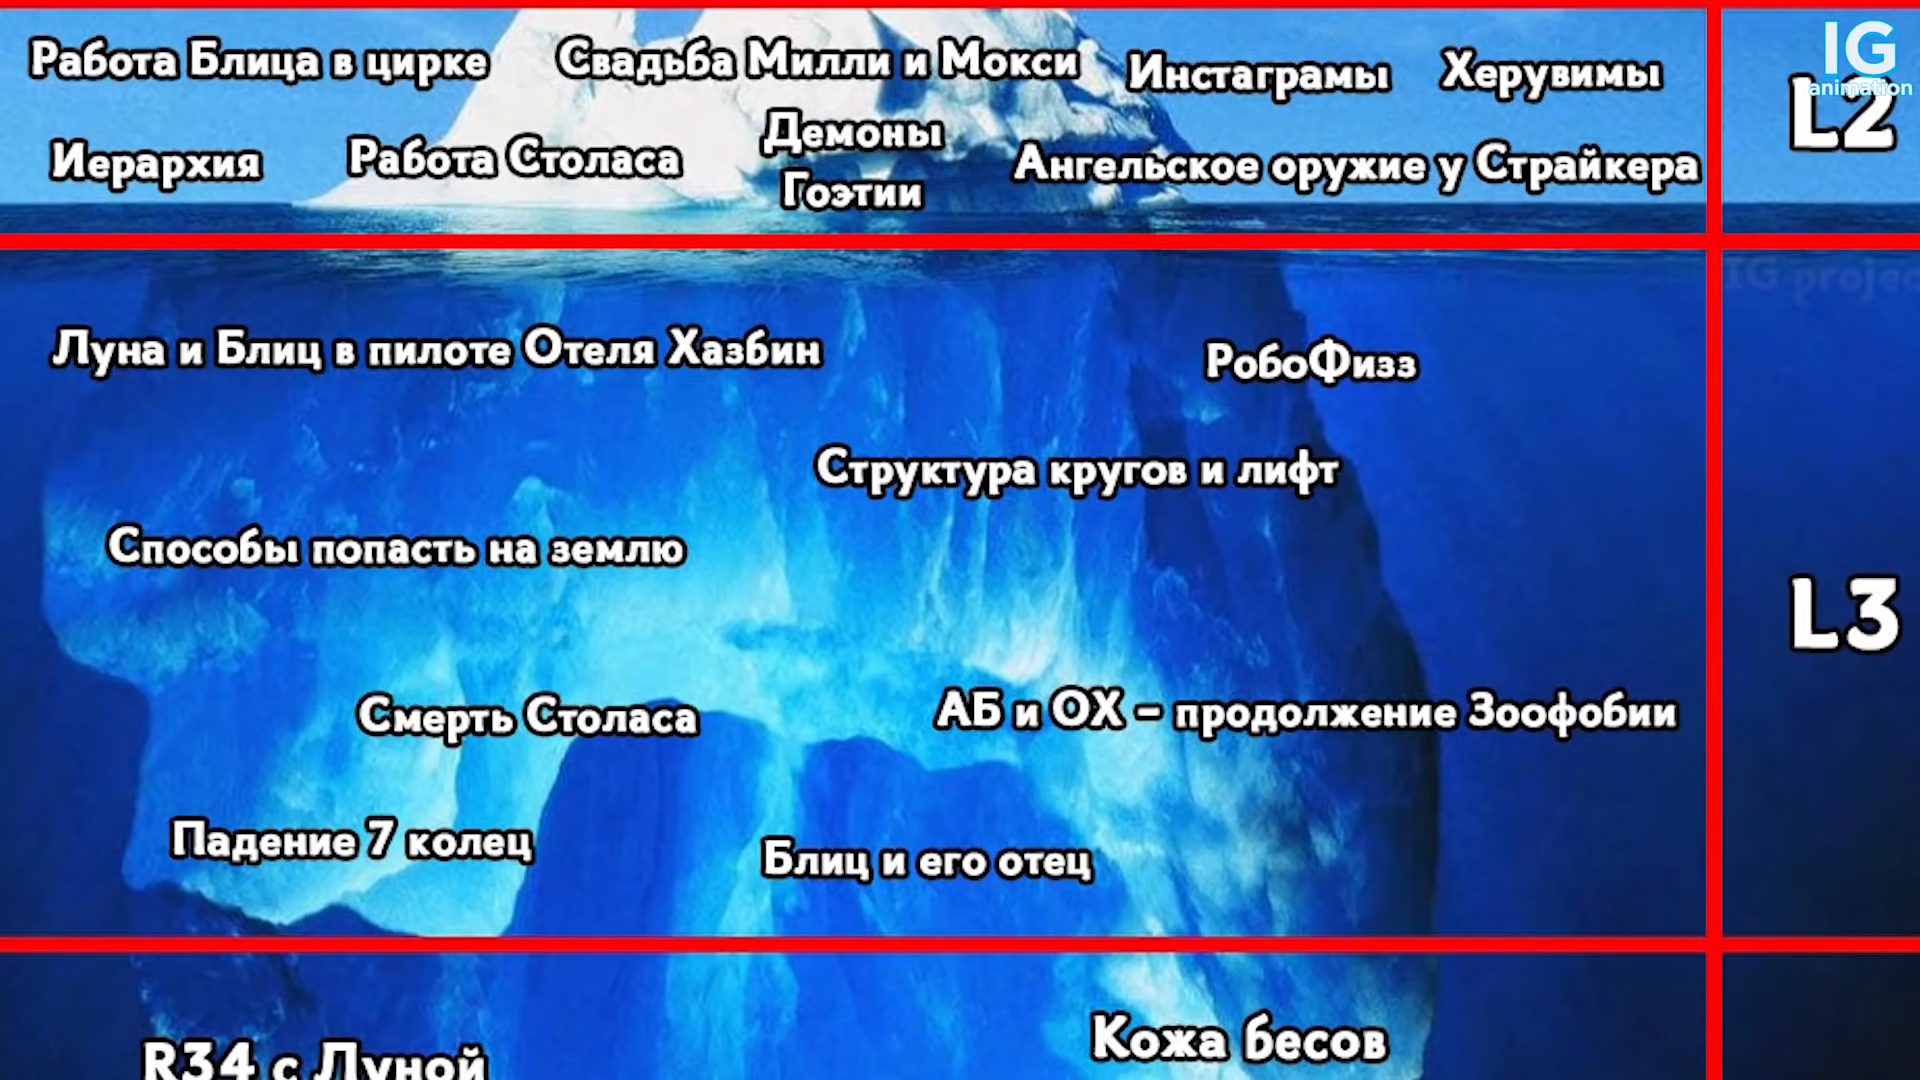 Работа Блица в цирке
Свадьба Милли и Мокси
Инстаграмы
Херувимы
IG
animation
L2
Иерархия
Работа Столаса
Демоны
Гоэтии
Ангельское оружие у Страйкера
IG projec
Луна и Блиц в пилоте Отеля Хазбин
РобоФизз
Структура кругов и лифт
Способы попасть на землю
L3
Смерть Столаса
АБ и ОХ – продолжение Зоофобии
Падение 7 колец
Блиц и его отец
Кожа бесов
R34 с Луной